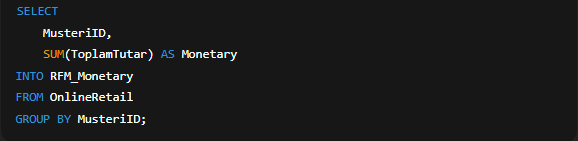 SELECT
    MusteriID,
    SUM(ToplamTutar) AS Monetary
INTO RFM_Monetary
FROM OnlineRetail
GROUP BY MusteriID;